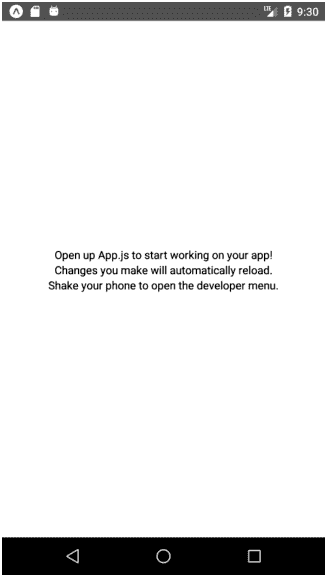 LTE 9:30
Open up App.js to start working on your app!
Changes you make will automatically reload.
Shake your phone to open the developer menu.